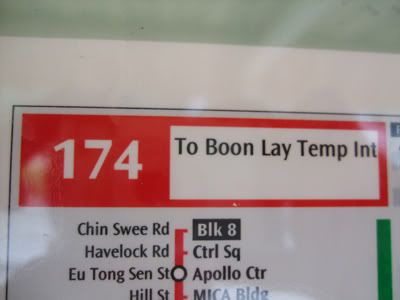 174 To Boon Lay Temp Int
Chin Swee Rd Blk 8
Havelock Rd Ctrl Sq
Eu Tong Sen St Apollo Ctr
Hill St MICA Bldg